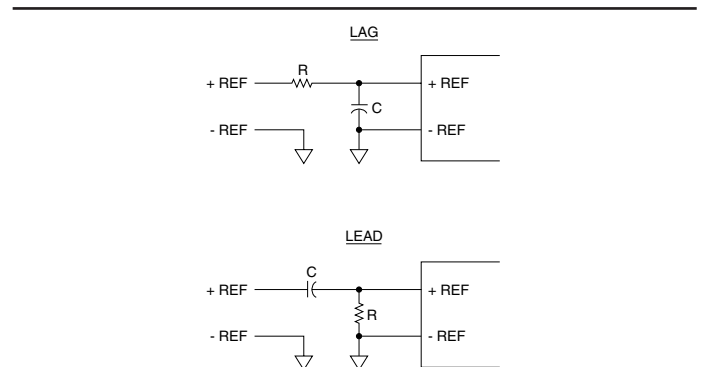 LAG
R
+ REF
+ REF
C
- REF
- REF
LEAD
C
+ REF
+ REF
R
- REF
- REF